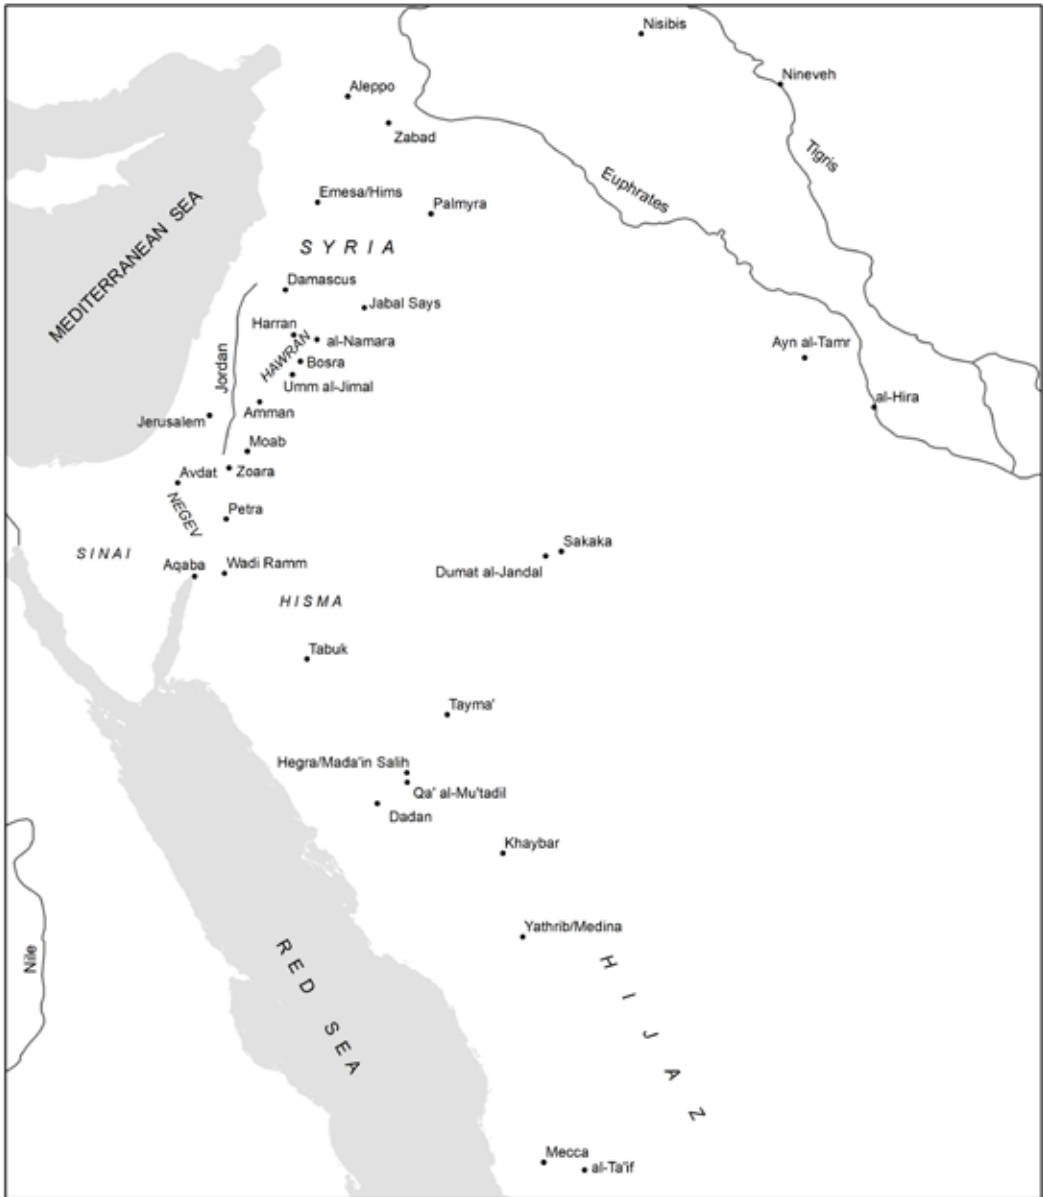 Nisibis
Nineveh
Aleppo
Zabad
Tigris
Euphrates
Emesa/Hims
Palmyra
MEDITERRANEAN SEA
SYRIA
Damascus
Jabal Says
Harran
al-Namara
HAWRAN
Bosra
Ayn al-Tamr
Jordan
Umm al-Jimal
al-Hira
Amman
Jerusalem
Moab
Avdat
Zoara
NEGEV
Petra
SINAI
Sakaka
Aqaba
Wadi Ramm
Dumat al-Jandal
HISMA
Tabuk
Tayma'
Hegra/Mada'in Salih
Qa' al-Mu'tadil
Dadan
Khaybar
Yathrib/Medina
Nile
RED SEA
HIJAZ
Mecca
al-Ta'if